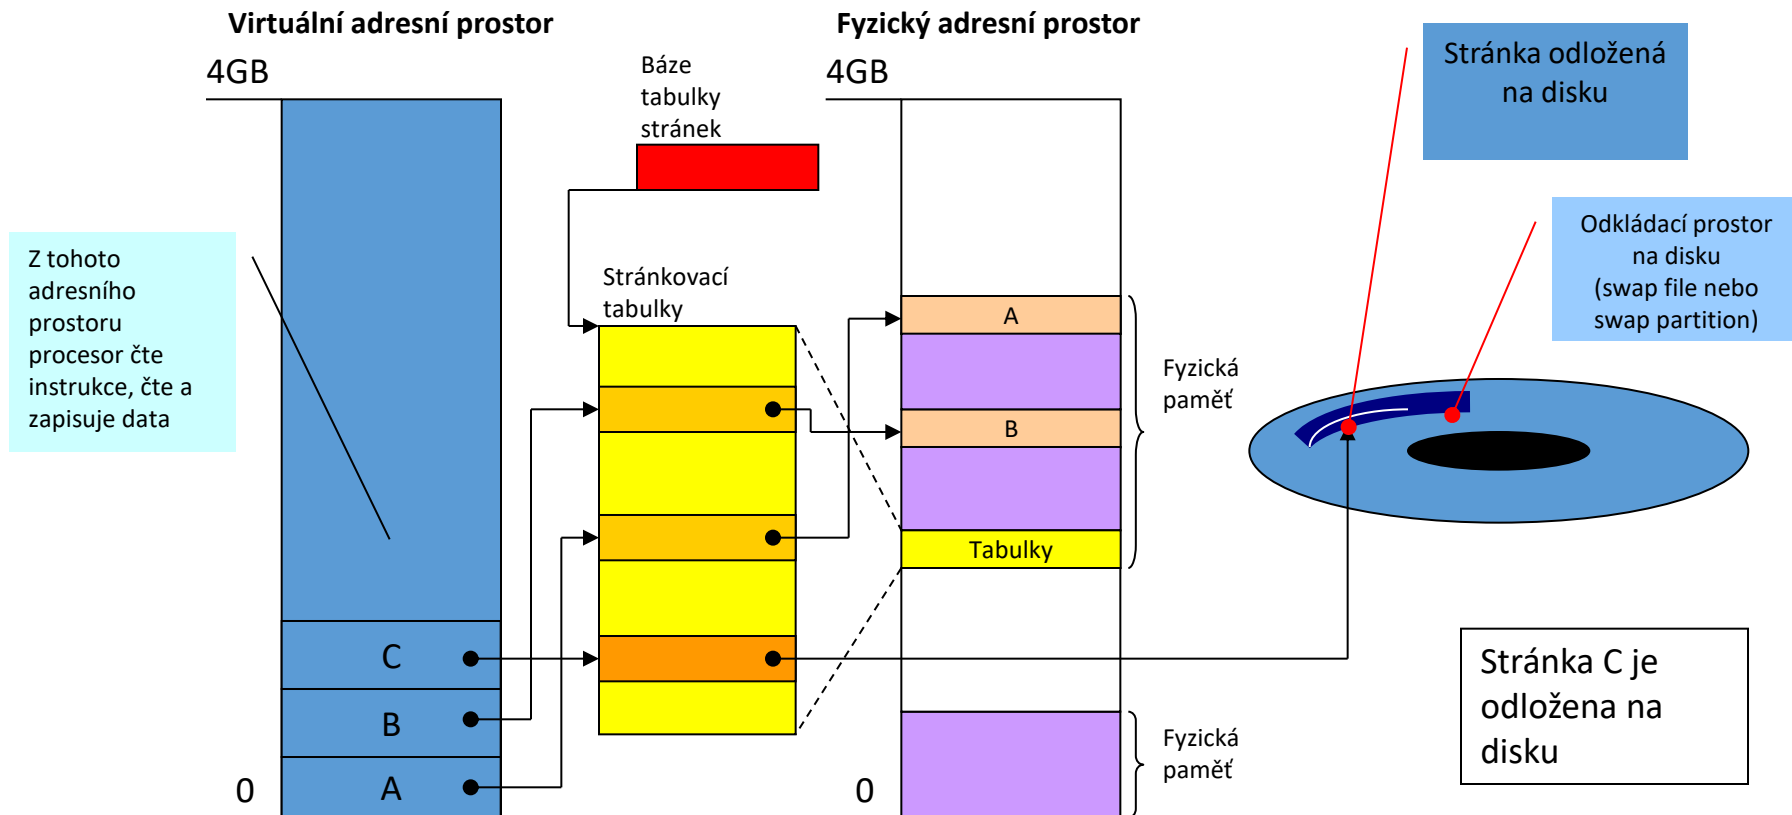 Virtuální adresní prostor
Fyzický adresní prostor
4GB
Báze
tabulky
stránek
4GB
Stránka odložená
na disku
Odkládací prostor
na disku
(swap file nebo
swap partition)
Z tohoto
adresního
prostoru
procesor čte
instrukce, čte a
zapisuje data
Stránkovací
tabulky
A
Fyzická
paměť
B
Tabulky
C
B
A
0
0
Fyzická
paměť
Stránka C je
odložena na
disku